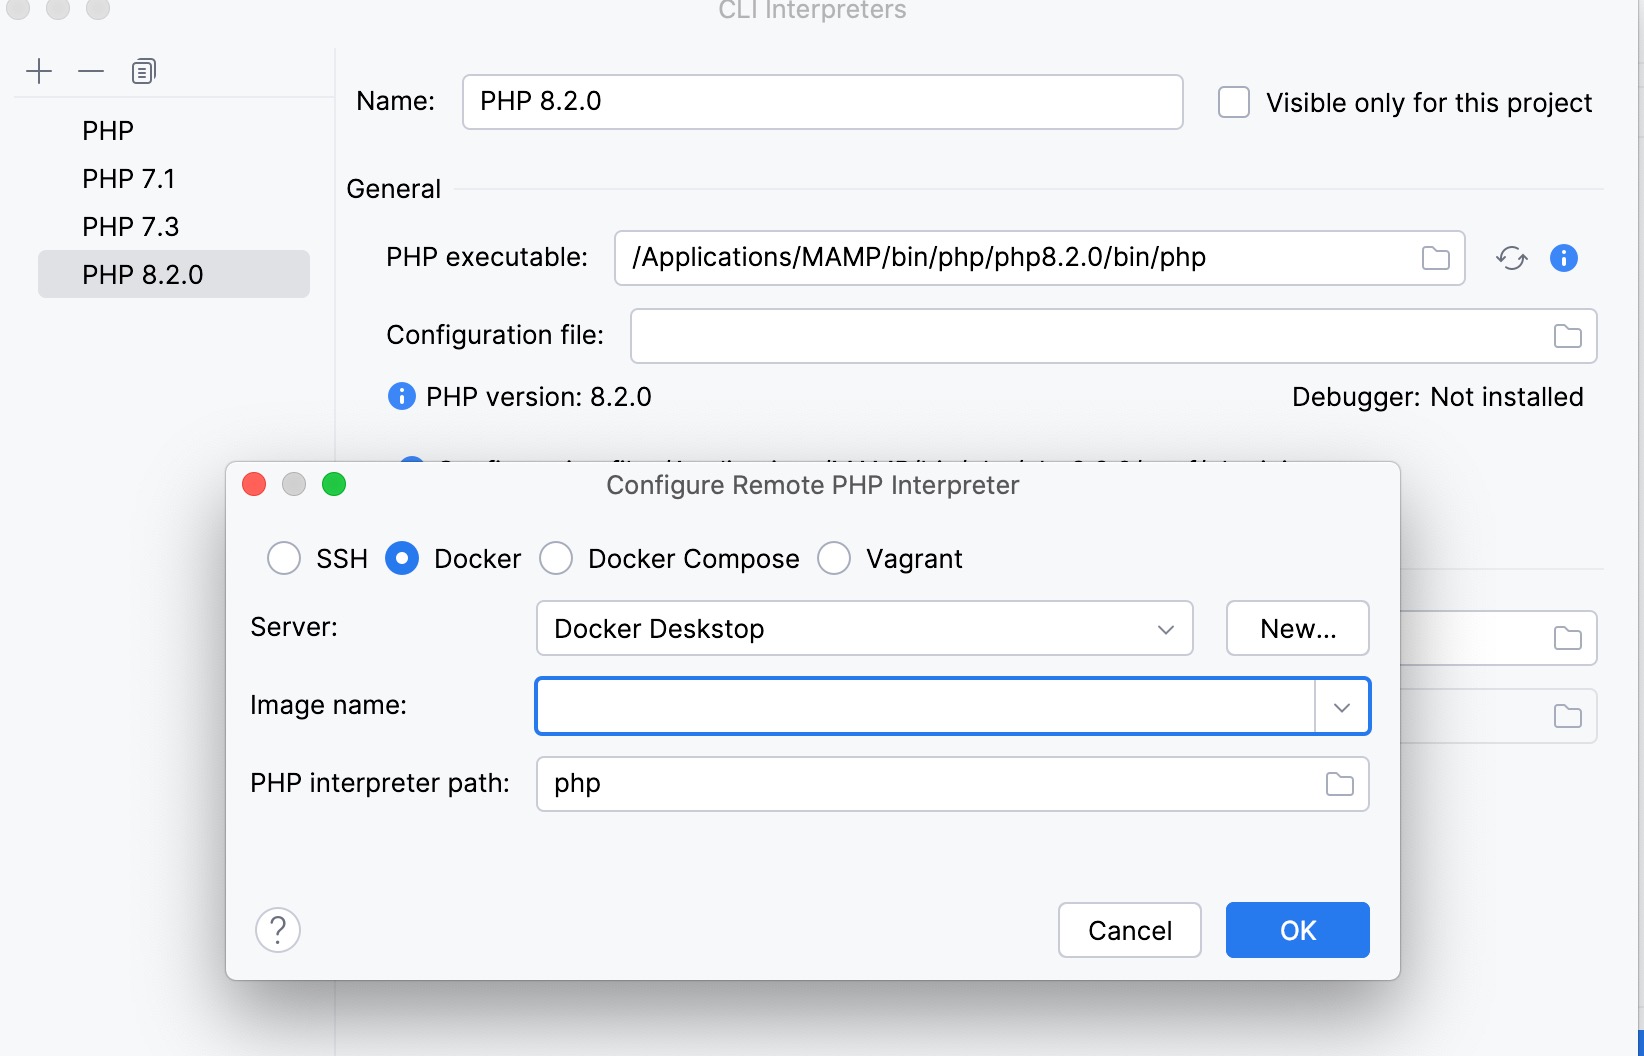 CLI Interpreters
PHP
PHP 7.1
PHP 7.3
PHP 8.2.0
Name: PHP 8.2.0 Visible only for this project
General
PHP executable: /Applications/MAMP/bin/php/php8.2.0/bin/php
Configuration file:
PHP version: 8.2.0 Debugger: Not installed
Configure Remote PHP Interpreter
SSH Docker Docker Compose Vagrant
Server: Docker Deskstop New...
Image name:
PHP interpreter path: php
? Cancel OK